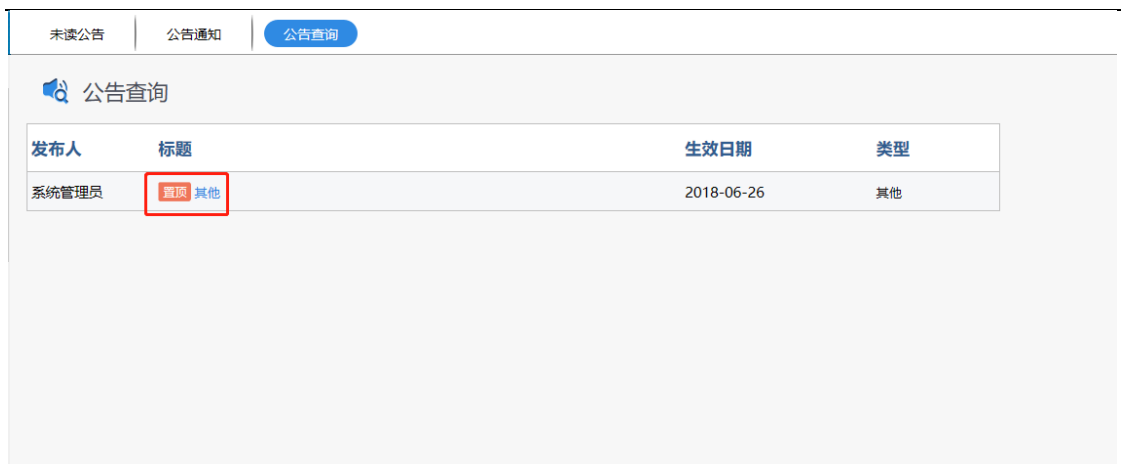 未读公告 公告通知 公告查询
公告查询
发布人 标题 生效日期 类型
系统管理员 置顶 其他 2018-06-26 其他